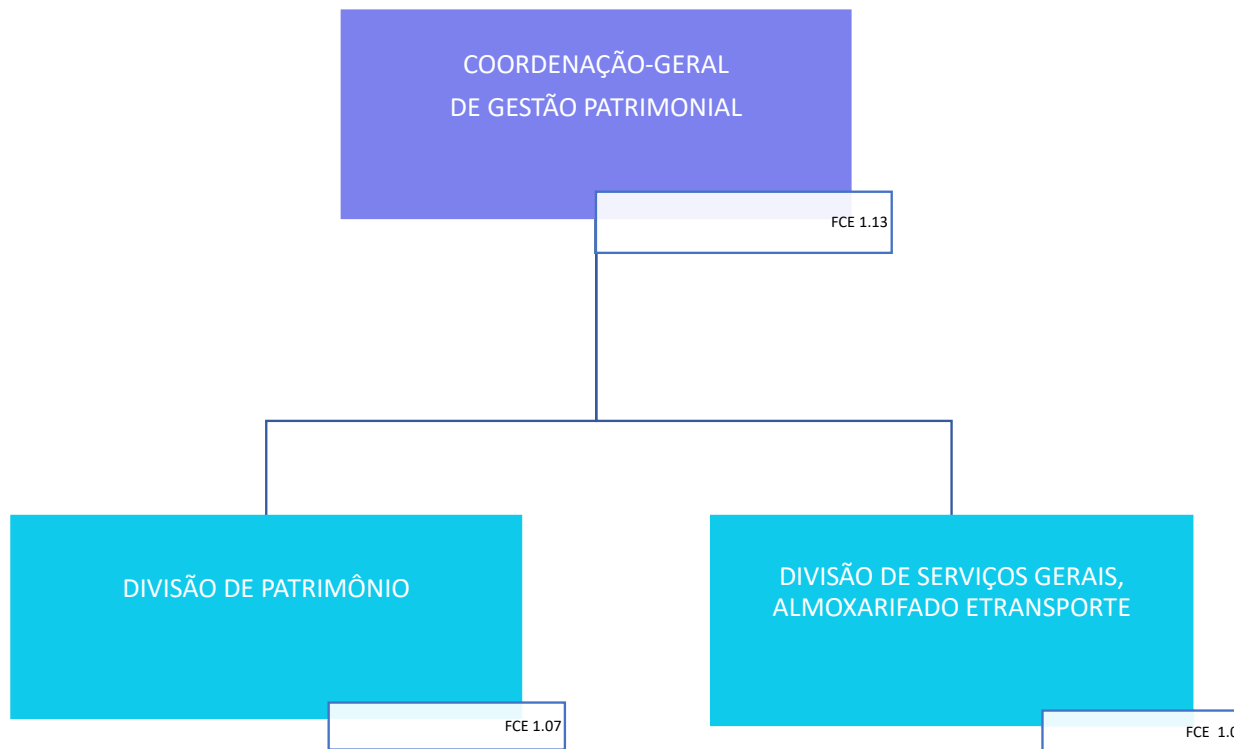 COORDENAÇÃO-GERAL
DE GESTÃO PATRIMONIAL
FCE 1.13
DIVISÃO DE PATRIMÔNIO
FCE 1.07
DIVISÃO DE SERVIÇOS GERAIS,
ALMOXARIFADO ETRANSPORTE
FCE